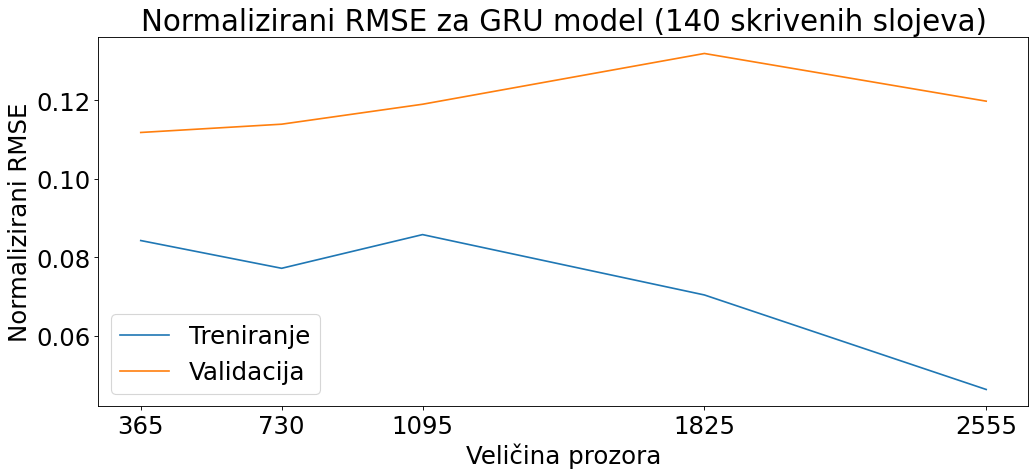 Normalizirani RMSE za GRU model (140 skrivenih slojeva)
Normalizirani RMSE
0.12
0.10
0.08
0.06
Treniranje
Validacija
365 730 1095 1825 2555
Veličina prozora